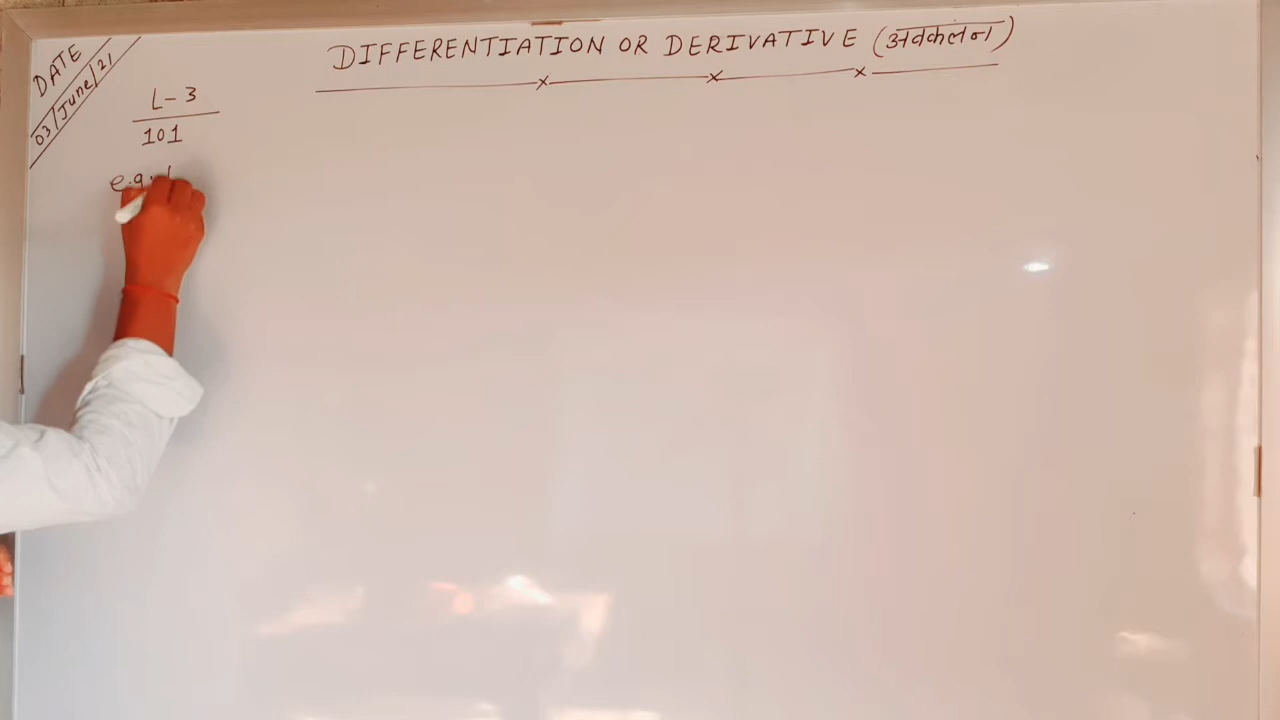 DATE
03/June/21
DIFFERENTIATION OR DERIVATIVE (अवकलन)
L-3
101
e.g.